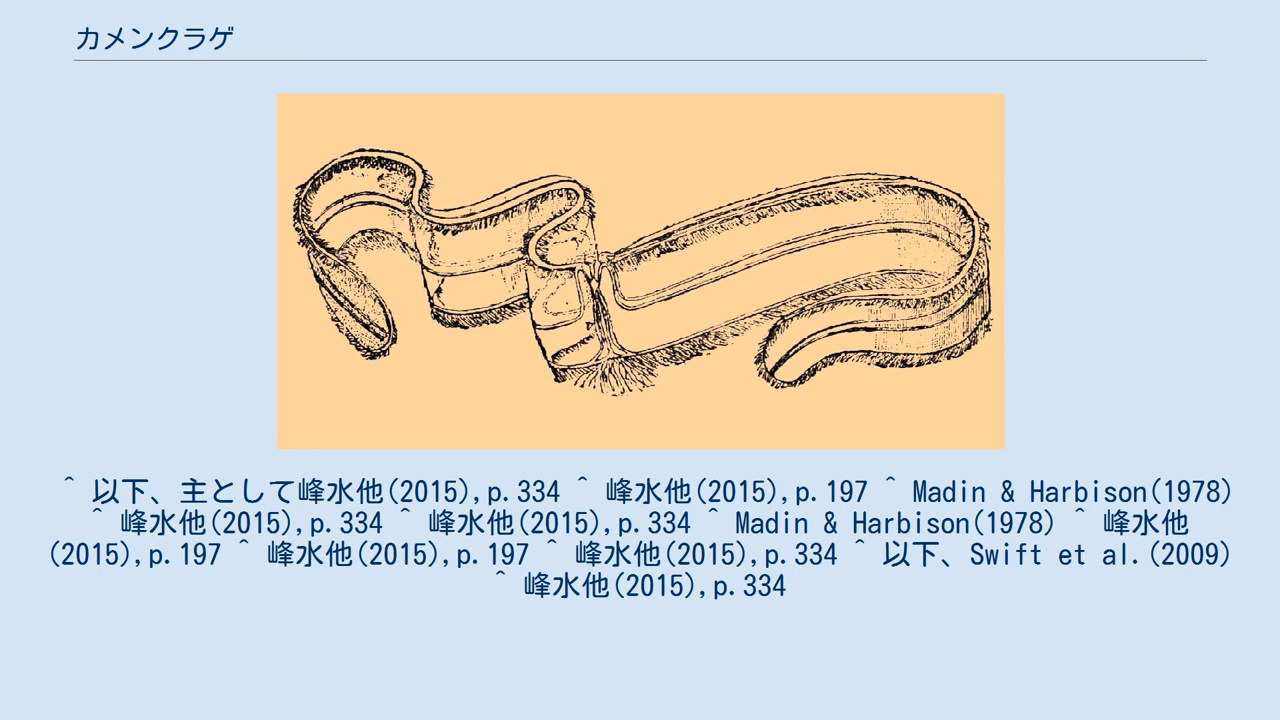 カメンクラゲ
^ 以下、主として峰水他(2015),p.334 ^ 峰水他(2015),p.197 ^ Madin & Harbison(1978)
^ 峰水他(2015),p.334 ^ 峰水他(2015),p.334 ^ Madin & Harbison(1978) ^ 峰水他
(2015),p.197 ^ 峰水他(2015),p.197 ^ 峰水他(2015),p.334 ^ 以下、Swift et al.(2009)
^ 峰水他(2015),p.334